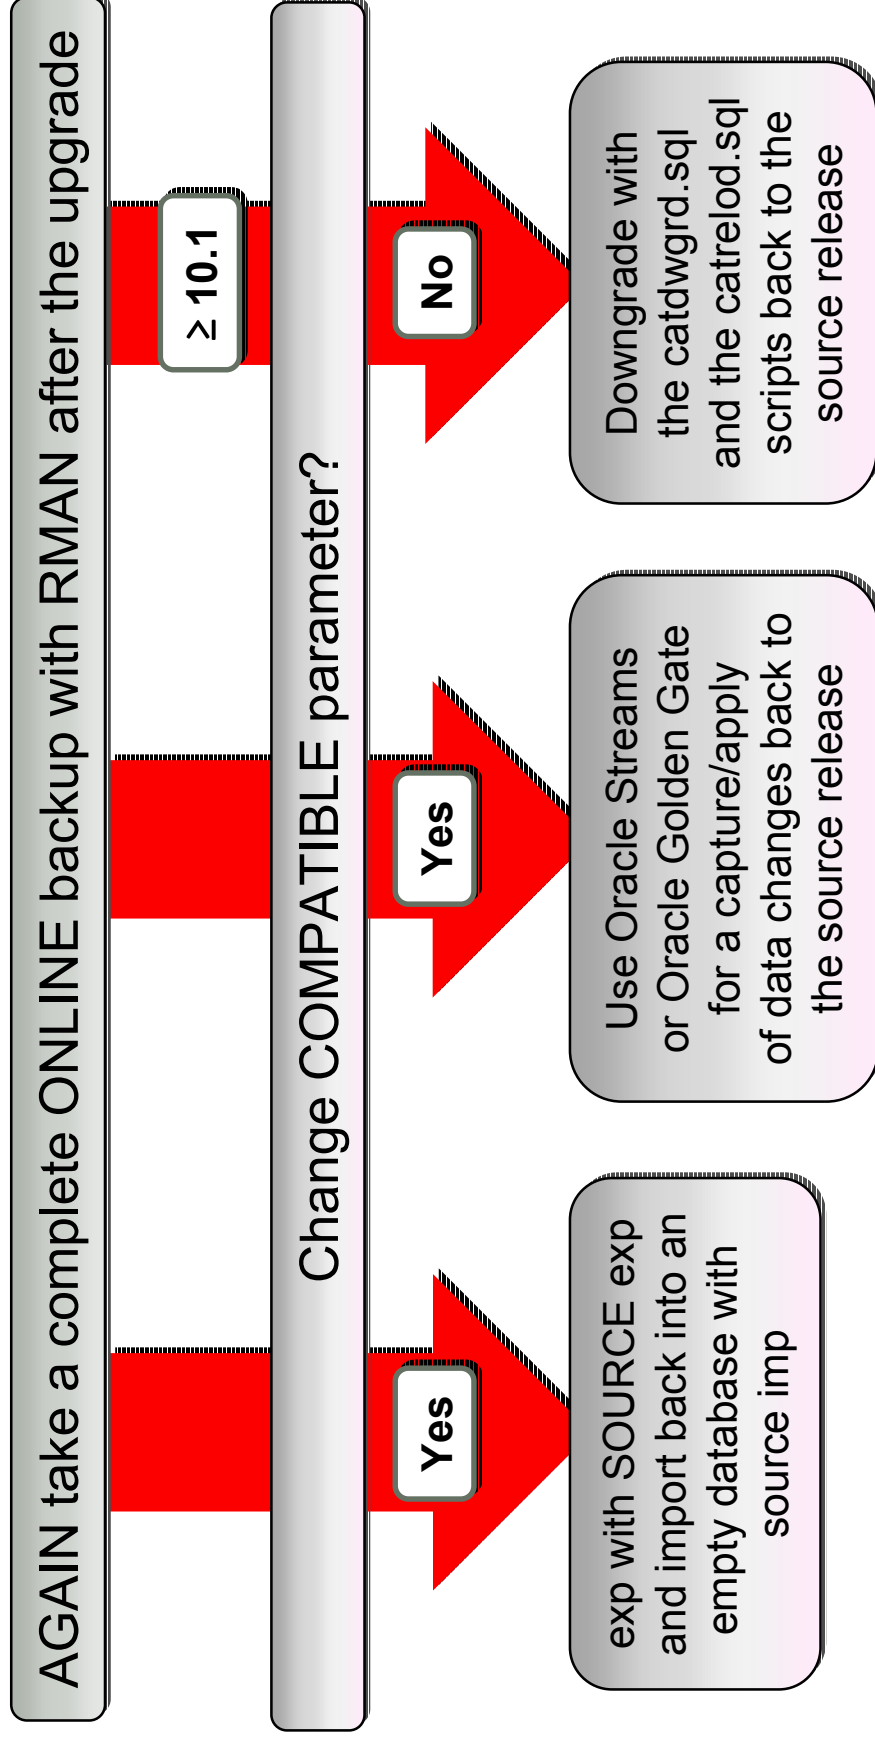 AGAIN take a complete ONLINE backup with RMAN after the upgrade
≥ 10.1
Change COMPATIBLE parameter?
Yes
Yes
No
exp with SOURCE exp
and import back into an
empty database with
source imp
Use Oracle Streams
or Oracle Golden Gate
for a capture/apply
of data changes back to
the source release
Downgrade with
the catdwgrd.sql
and the catrelod.sql
scripts back to the
source release